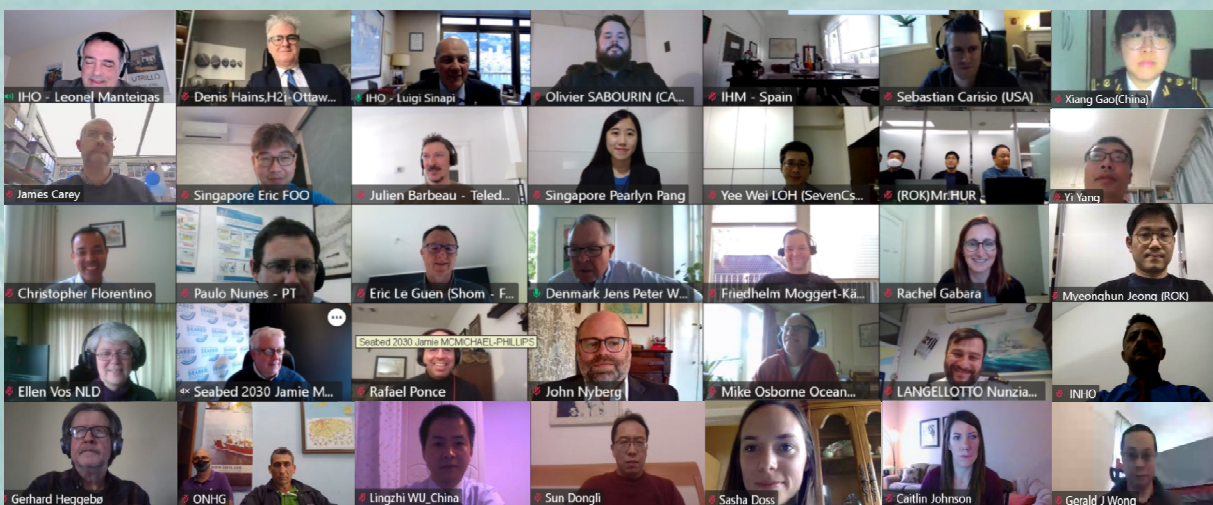 UTRILLO
IHO - Leonel Manteigas
Denis Hains,H2i-Ottaw...
IHO - Luigi Sinapi
Olivier SABOURIN (CA...
IHM - Spain
Sebastian Carisio (USA)
Xiang Gao(China)
James Carey
Singapore Eric FOO
Julien Barbeau - Teled...
Singapore Pearlyn Pang
Yee Wei LOH (SevenCs...
(ROK)Mr.HUR
Yi Yang
Christopher Florentino
Paulo Nunes - PT
Eric Le Guen (Shom - F...
Denmark Jens Peter W...
Friedhelm Moggert-Kä...
Rachel Gabara
Myeonghun Jeong (ROK)
Ellen Vos NLD
Seabed 2030 Jamie M...
Seabed 2030 Jamie MCMICHAEL-PHILLIPS
Rafael Ponce
John Nyberg
Mike Osborne Ocean...
LANGELLOTTO Nunzia...
INHO
Gerhard Heggebø
ONHG
Lingzhi WU_China
Sun Dongli
Sasha Doss
Caitlin Johnson
Gerald J Wong